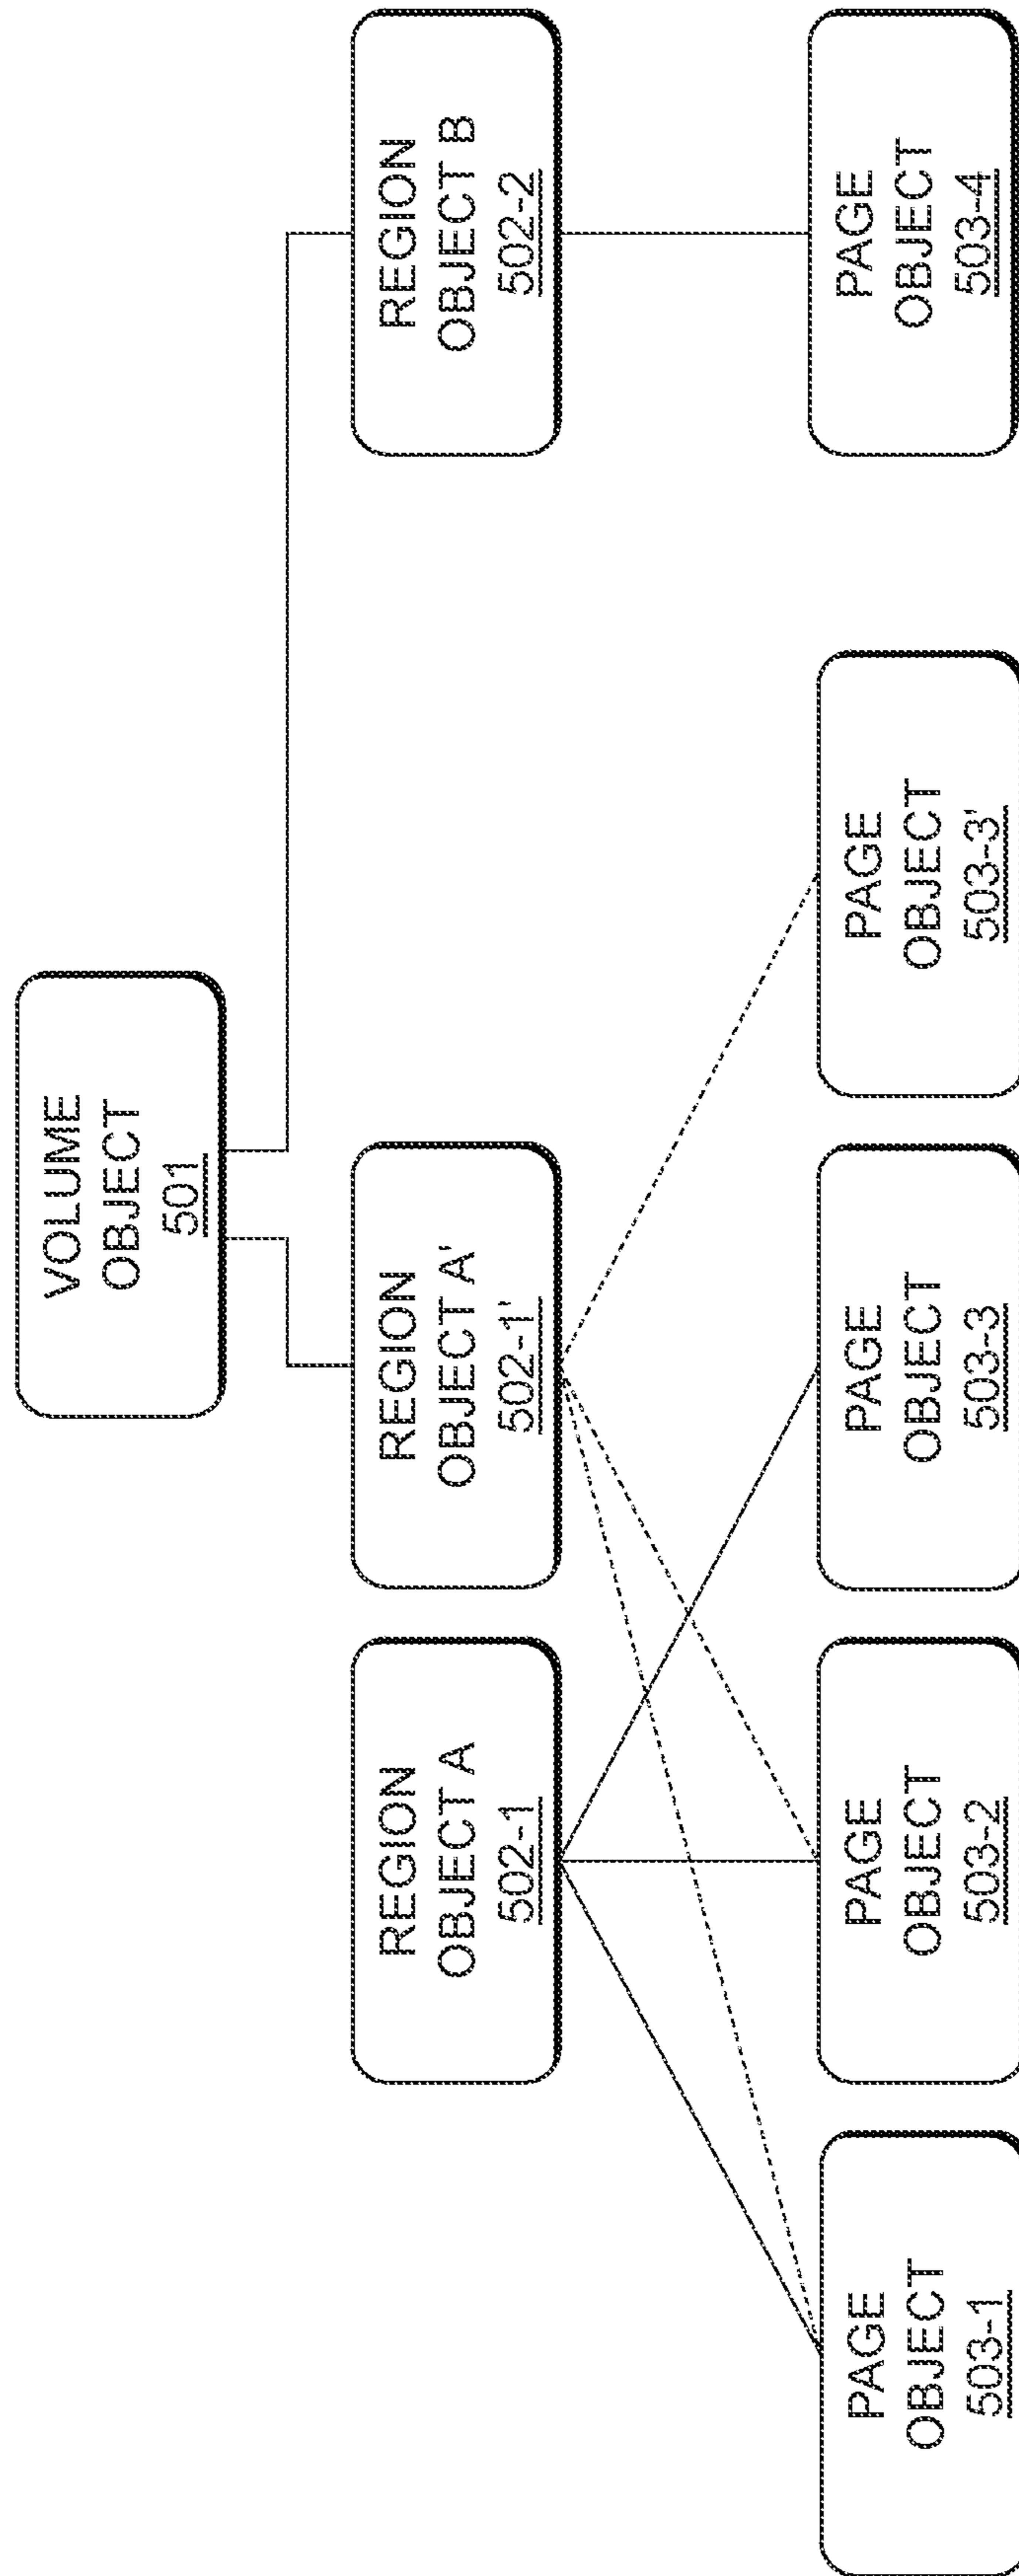 VOLUME
OBJECT
501
REGION
OBJECT A
502-1
REGION
OBJECT A'
502-1'
REGION
OBJECT B
502-2
PAGE
OBJECT
503-1
PAGE
OBJECT
503-2
PAGE
OBJECT
503-3
PAGE
OBJECT
503-3'
PAGE
OBJECT
503-4